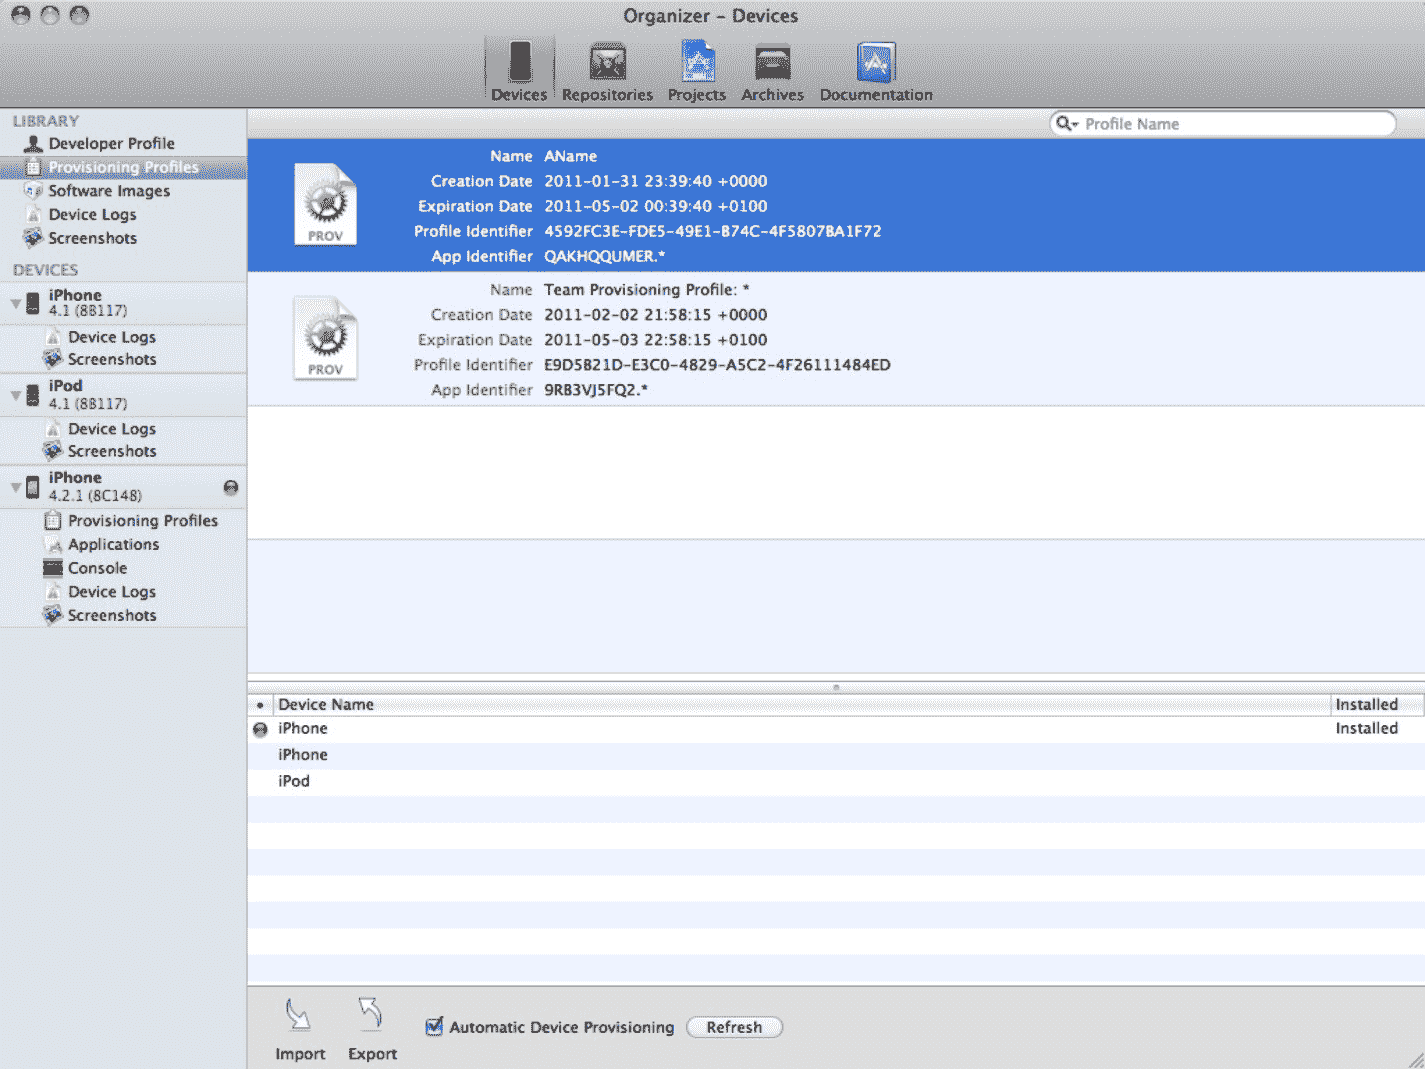 Organizer – Devices
Devices Repositories Projects Archives Documentation
LIBRARY
Developer Profile
Provisioning Profiles
Software Images
Device Logs
Screenshots
DEVICES
iPhone
4.1 (8B117)
Device Logs
Screenshots
iPod
4.1 (8B117)
Device Logs
Screenshots
iPhone
4.2.1 (8C148)
Provisioning Profiles
Applications
Console
Device Logs
Screenshots
Profile Name
Name AName
Creation Date 2011-01-31 23:39:40 +0000
Expiration Date 2011-05-02 00:39:40 +0100
Profile Identifier 4592FC3E-FDE5-49E1-B74C-4F5807BA1F72
App Identifier QAKHQQUMER.*
PROV
Name Team Provisioning Profile: *
Creation Date 2011-02-02 21:58:15 +0000
Expiration Date 2011-05-03 22:58:15 +0100
Profile Identifier E9D5B21D-E3C0-4829-A5C2-4F26111484ED
App Identifier 9RB3VJ5FQ2.*
PROV
Device Name Installed
iPhone Installed
iPhone
iPod
Import Export
Automatic Device Provisioning Refresh